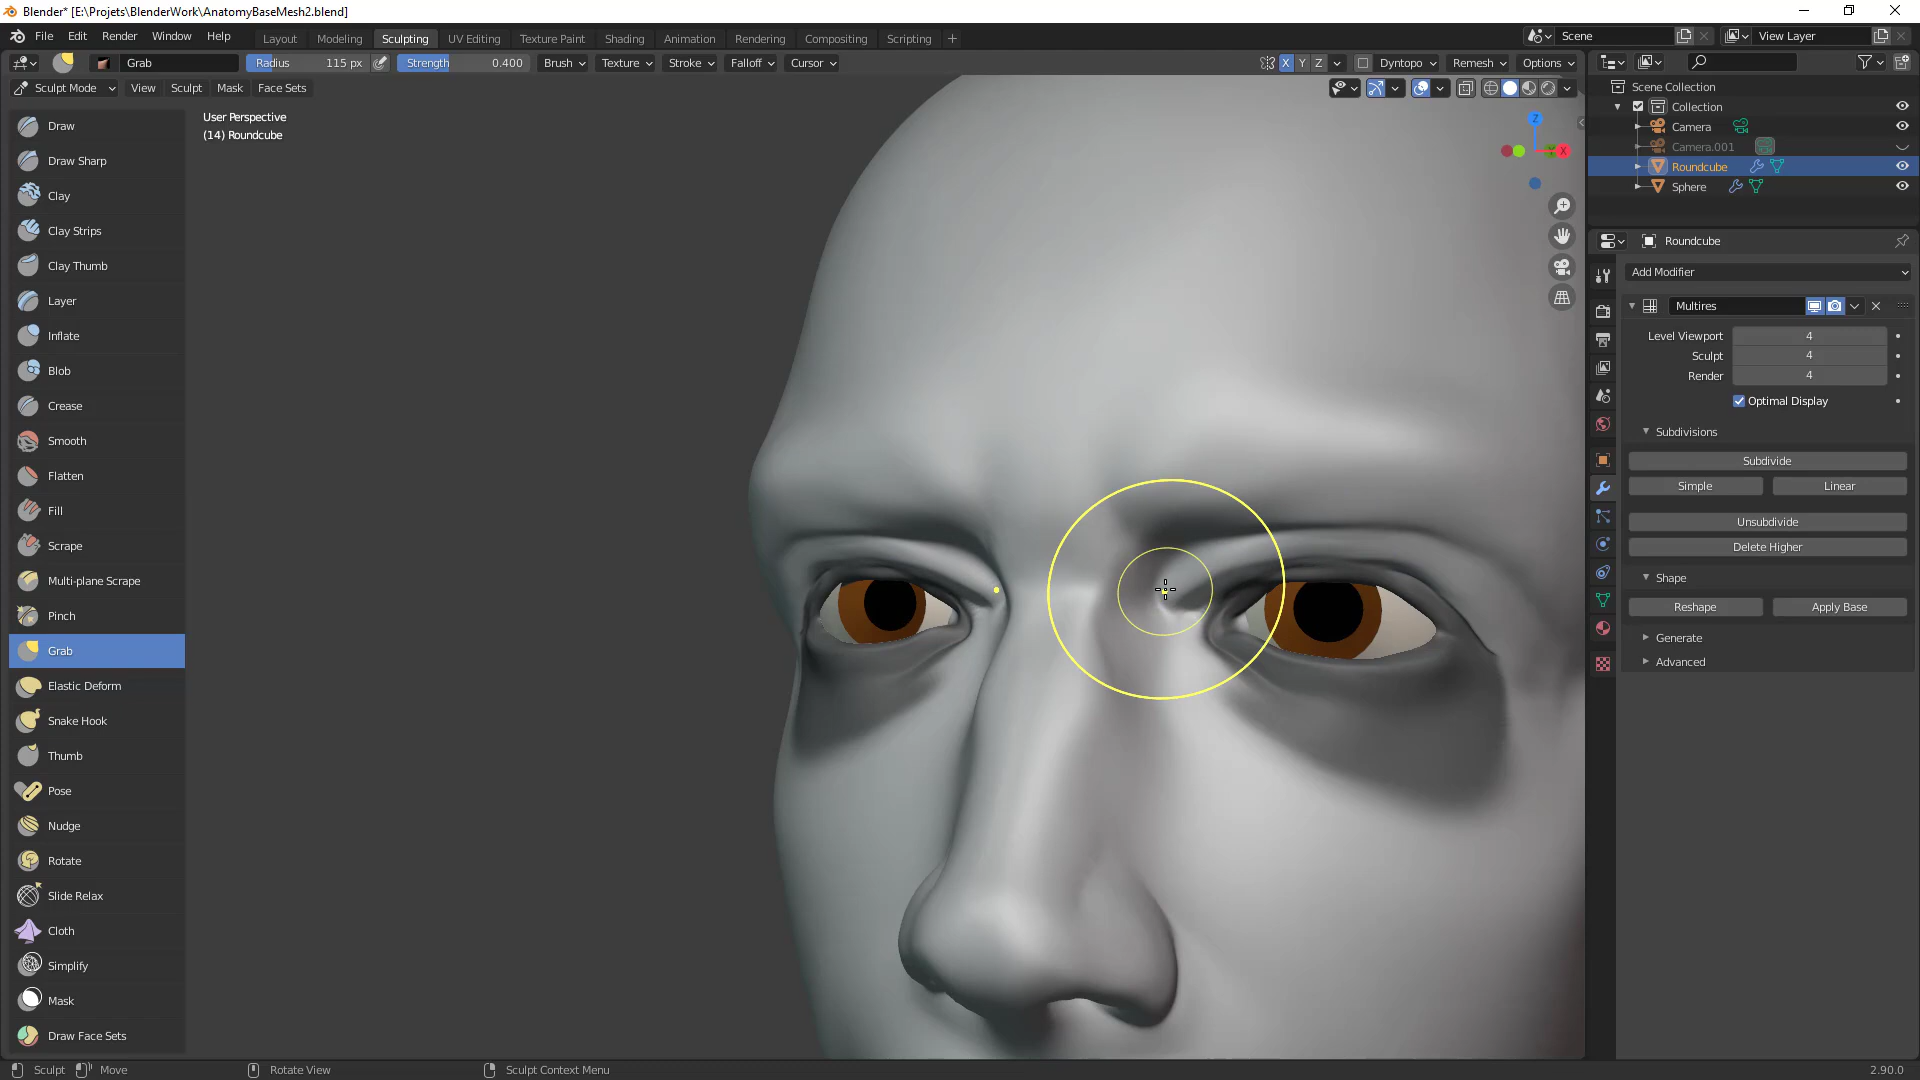 Blender* [E:\Projets\BlenderWork\AnatomyBaseMesh2.blend]
File Edit Render Window Help Layout Modeling Sculpting UV Editing Texture Paint Shading Animation Rendering Compositing Scripting + Scene View Layer
Grab Radius 115 px Strength 0.400 Brush Texture Stroke Falloff Cursor X Y Z Dyntopo Remesh Options
Sculpt Mode View Sculpt Mask Face Sets
User Perspective
(14) Roundcube
Z
Y
X
Draw
Draw Sharp
Clay
Clay Strips
Clay Thumb
Layer
Inflate
Blob
Crease
Smooth
Flatten
Fill
Scrape
Multi-plane Scrape
Pinch
Grab
Elastic Deform
Snake Hook
Thumb
Pose
Nudge
Rotate
Slide Relax
Cloth
Simplify
Mask
Draw Face Sets
Scene Collection
Collection
Camera
Camera.001
Roundcube
Sphere
Roundcube
Add Modifier
Multires
Level Viewport 4
Sculpt 4
Render 4
Optimal Display
Subdivisions
Subdivide
Simple Linear
Unsubdivide
Delete Higher
Shape
Reshape Apply Base
Generate
Advanced
Sculpt Move Rotate View Sculpt Context Menu 2.90.0